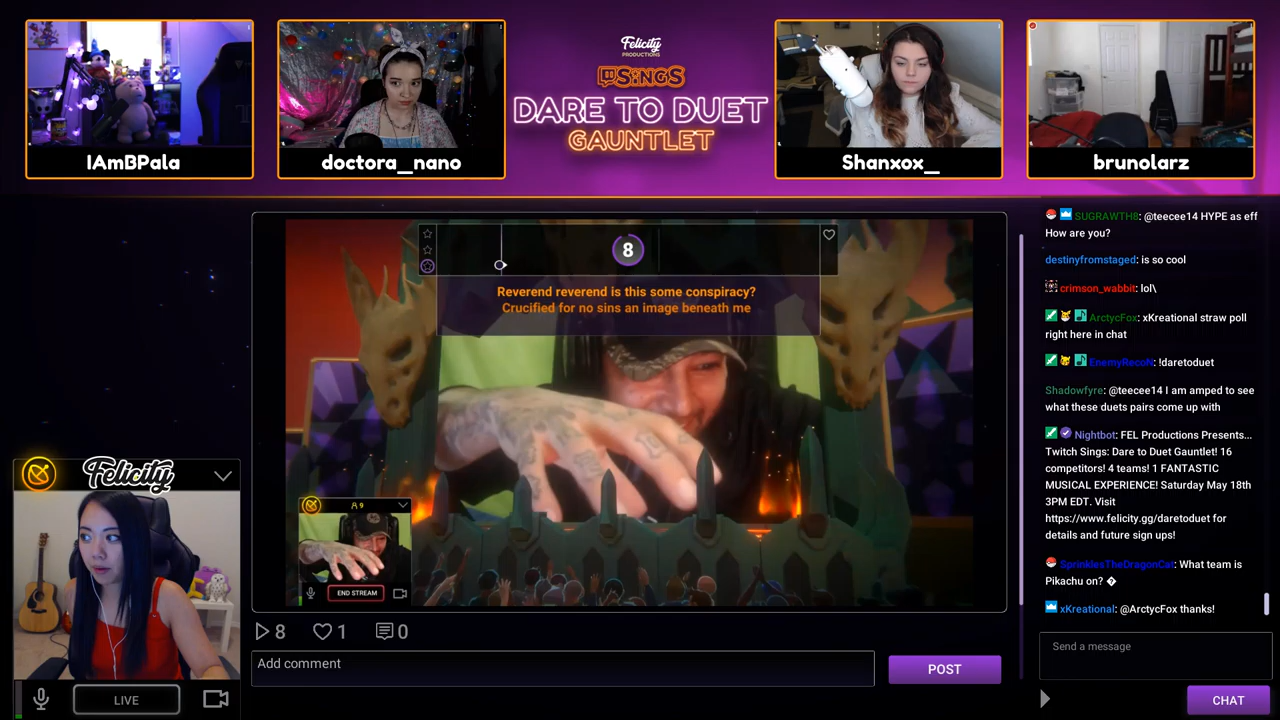 IAmBPala
doctora__nano
Felicity
PRODUCTIONS
SiNGS
DARE TO DUET
GAUNTLET
Shanxox_
brunolarz
8
Reverend reverend is this some conspiracy?
Crucified for no sins an image beneath me
9
END STREAM
Felicity
LIVE
8
1
0
Add comment
POST
SUGRAWTH8: @teecee14 HYPE as eff
How are you?
destinyfromstaged: is so cool
crimson_wabbit: lol\
ArctycFox: xKreational straw poll
right here in chat
EnemyRecoN: !daretoduet
Shadowfyre: @teecee14 I am amped to see
what these duets pairs come up with
Nightbot: FEL Productions Presents...
Twitch Sings: Dare to Duet Gauntlet! 16
competitors! 4 teams! 1 FANTASTIC
MUSICAL EXPERIENCE! Saturday May 18th
3PM EDT. Visit
https://www.felicity.gg/daretoduet for
details and future sign ups!
SprinklesTheDragonCat: What team is
Pikachu on? �
xKreational: @ArctycFox thanks!
Send a message
CHAT